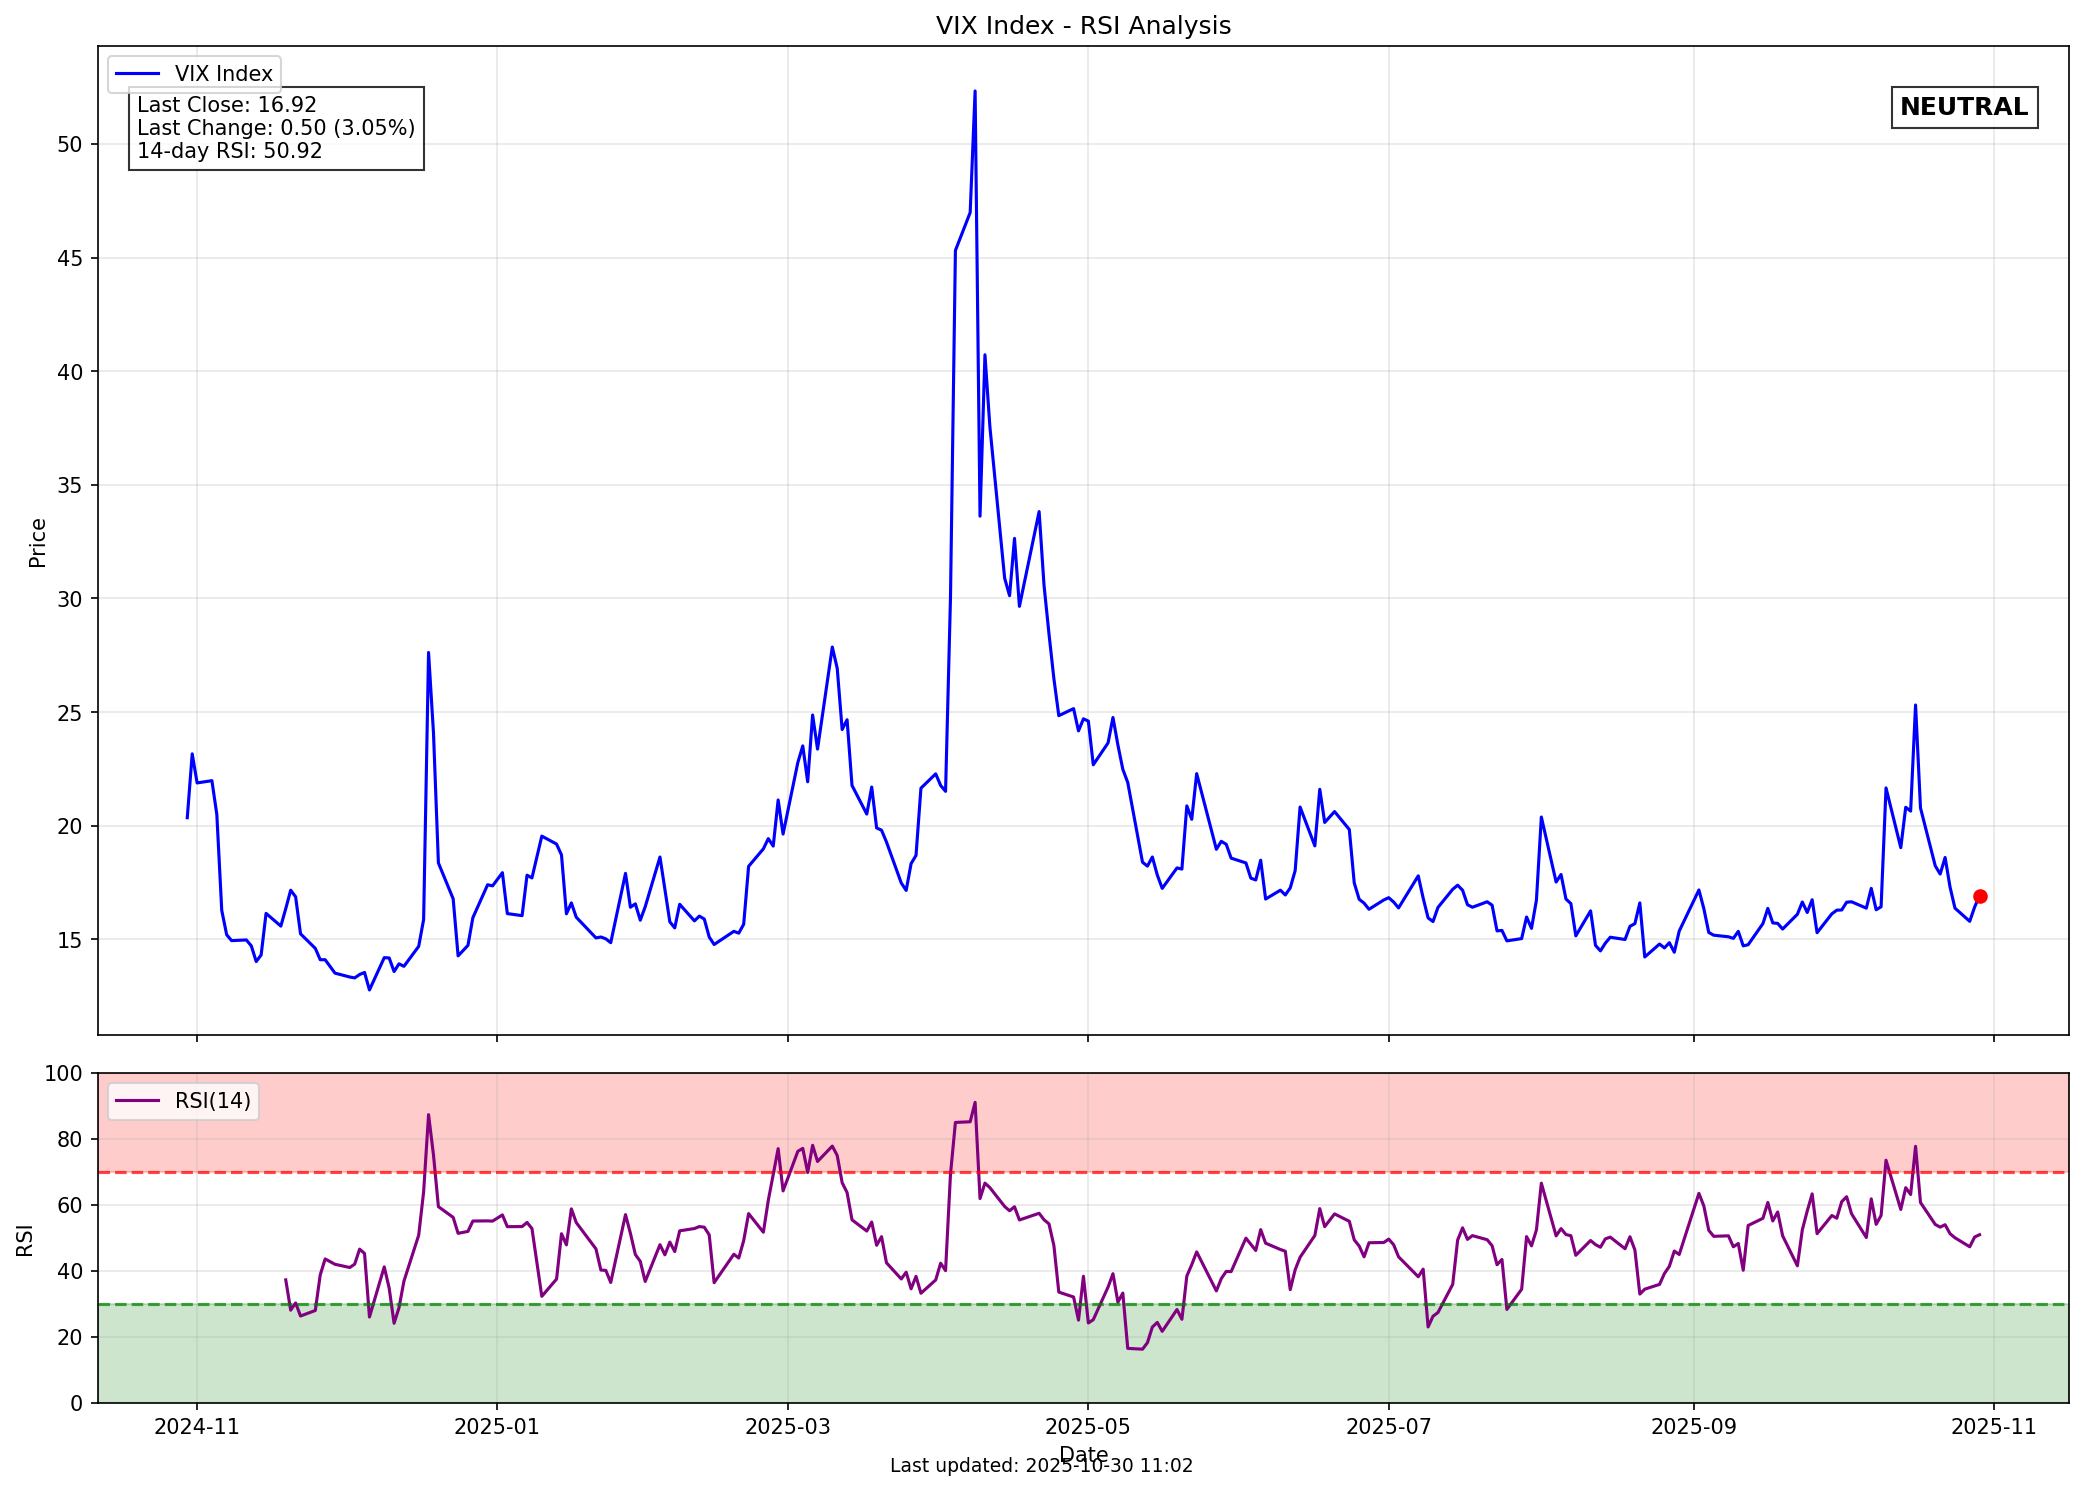 VIX Index - RSI Analysis
VIX Index
Last Close: 16.92
Last Change: 0.50 (3.05%)
14-day RSI: 50.92
NEUTRAL
Price
50
45
40
35
30
25
20
15
RSI(14)
RSI
100
80
60
40
20
0
2024-11
2025-01
2025-03
2025-05
2025-07
2025-09
2025-11
Date
Last updated: 2025-10-30 11:02